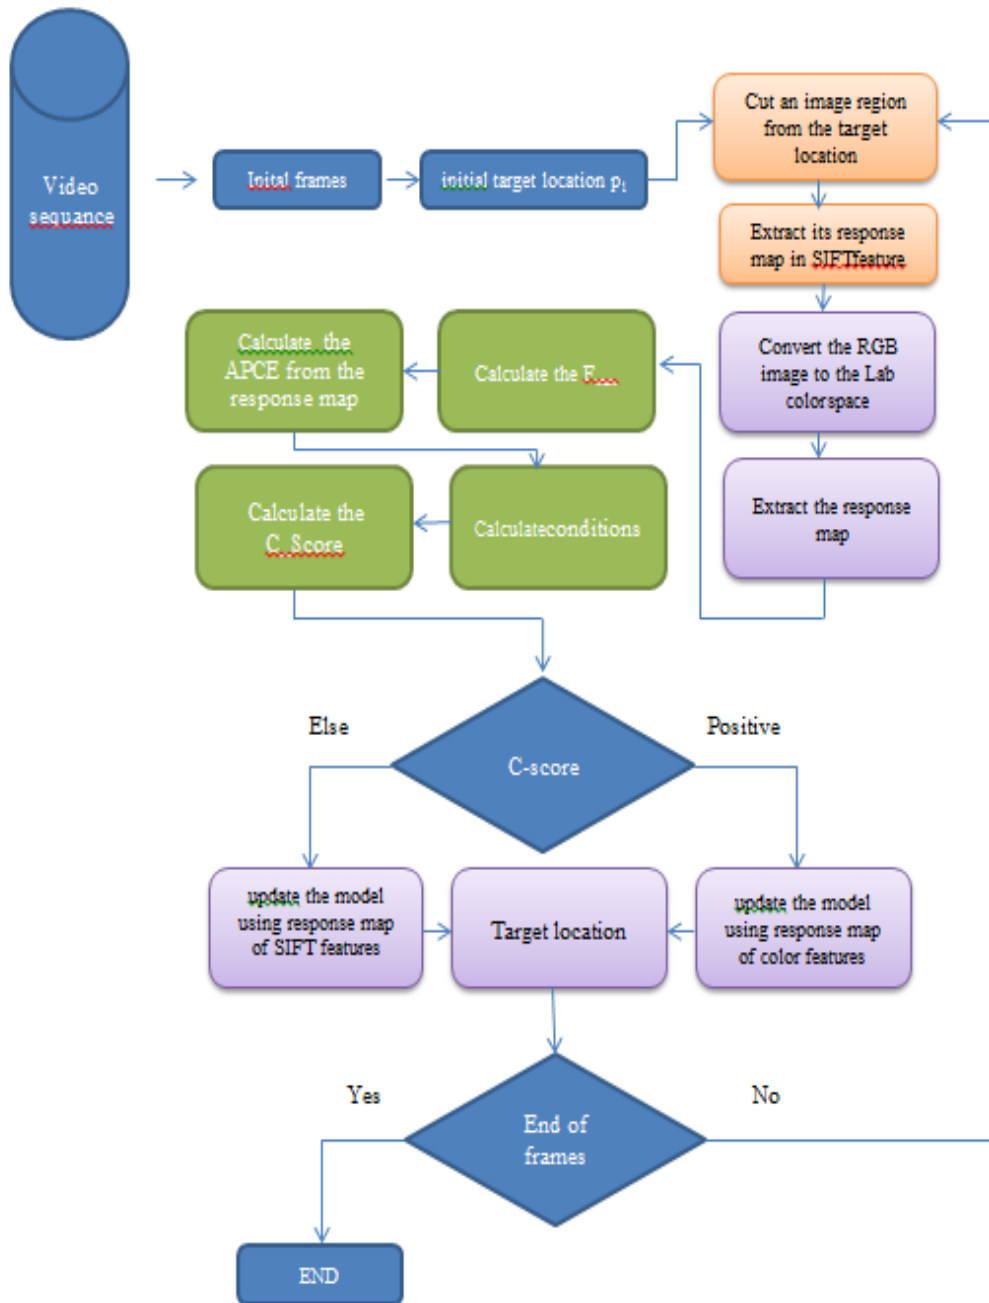 Video
sequance
Inital frames
initial target location p₁
Cut an image region
from the target
location
Extract its response
map in SIFTfeature
Convert the RGB
image to the Lab
colorspace
Extract the response
map
Calculate the
Calculate the
APCE from the
response map
Calculateconditions
Calculate the
C_Score
C-score
Else
Positive
update the model
using response map
of SIFT features
Target location
update the model
using response map
of color features
End of
frames
Yes
No
END